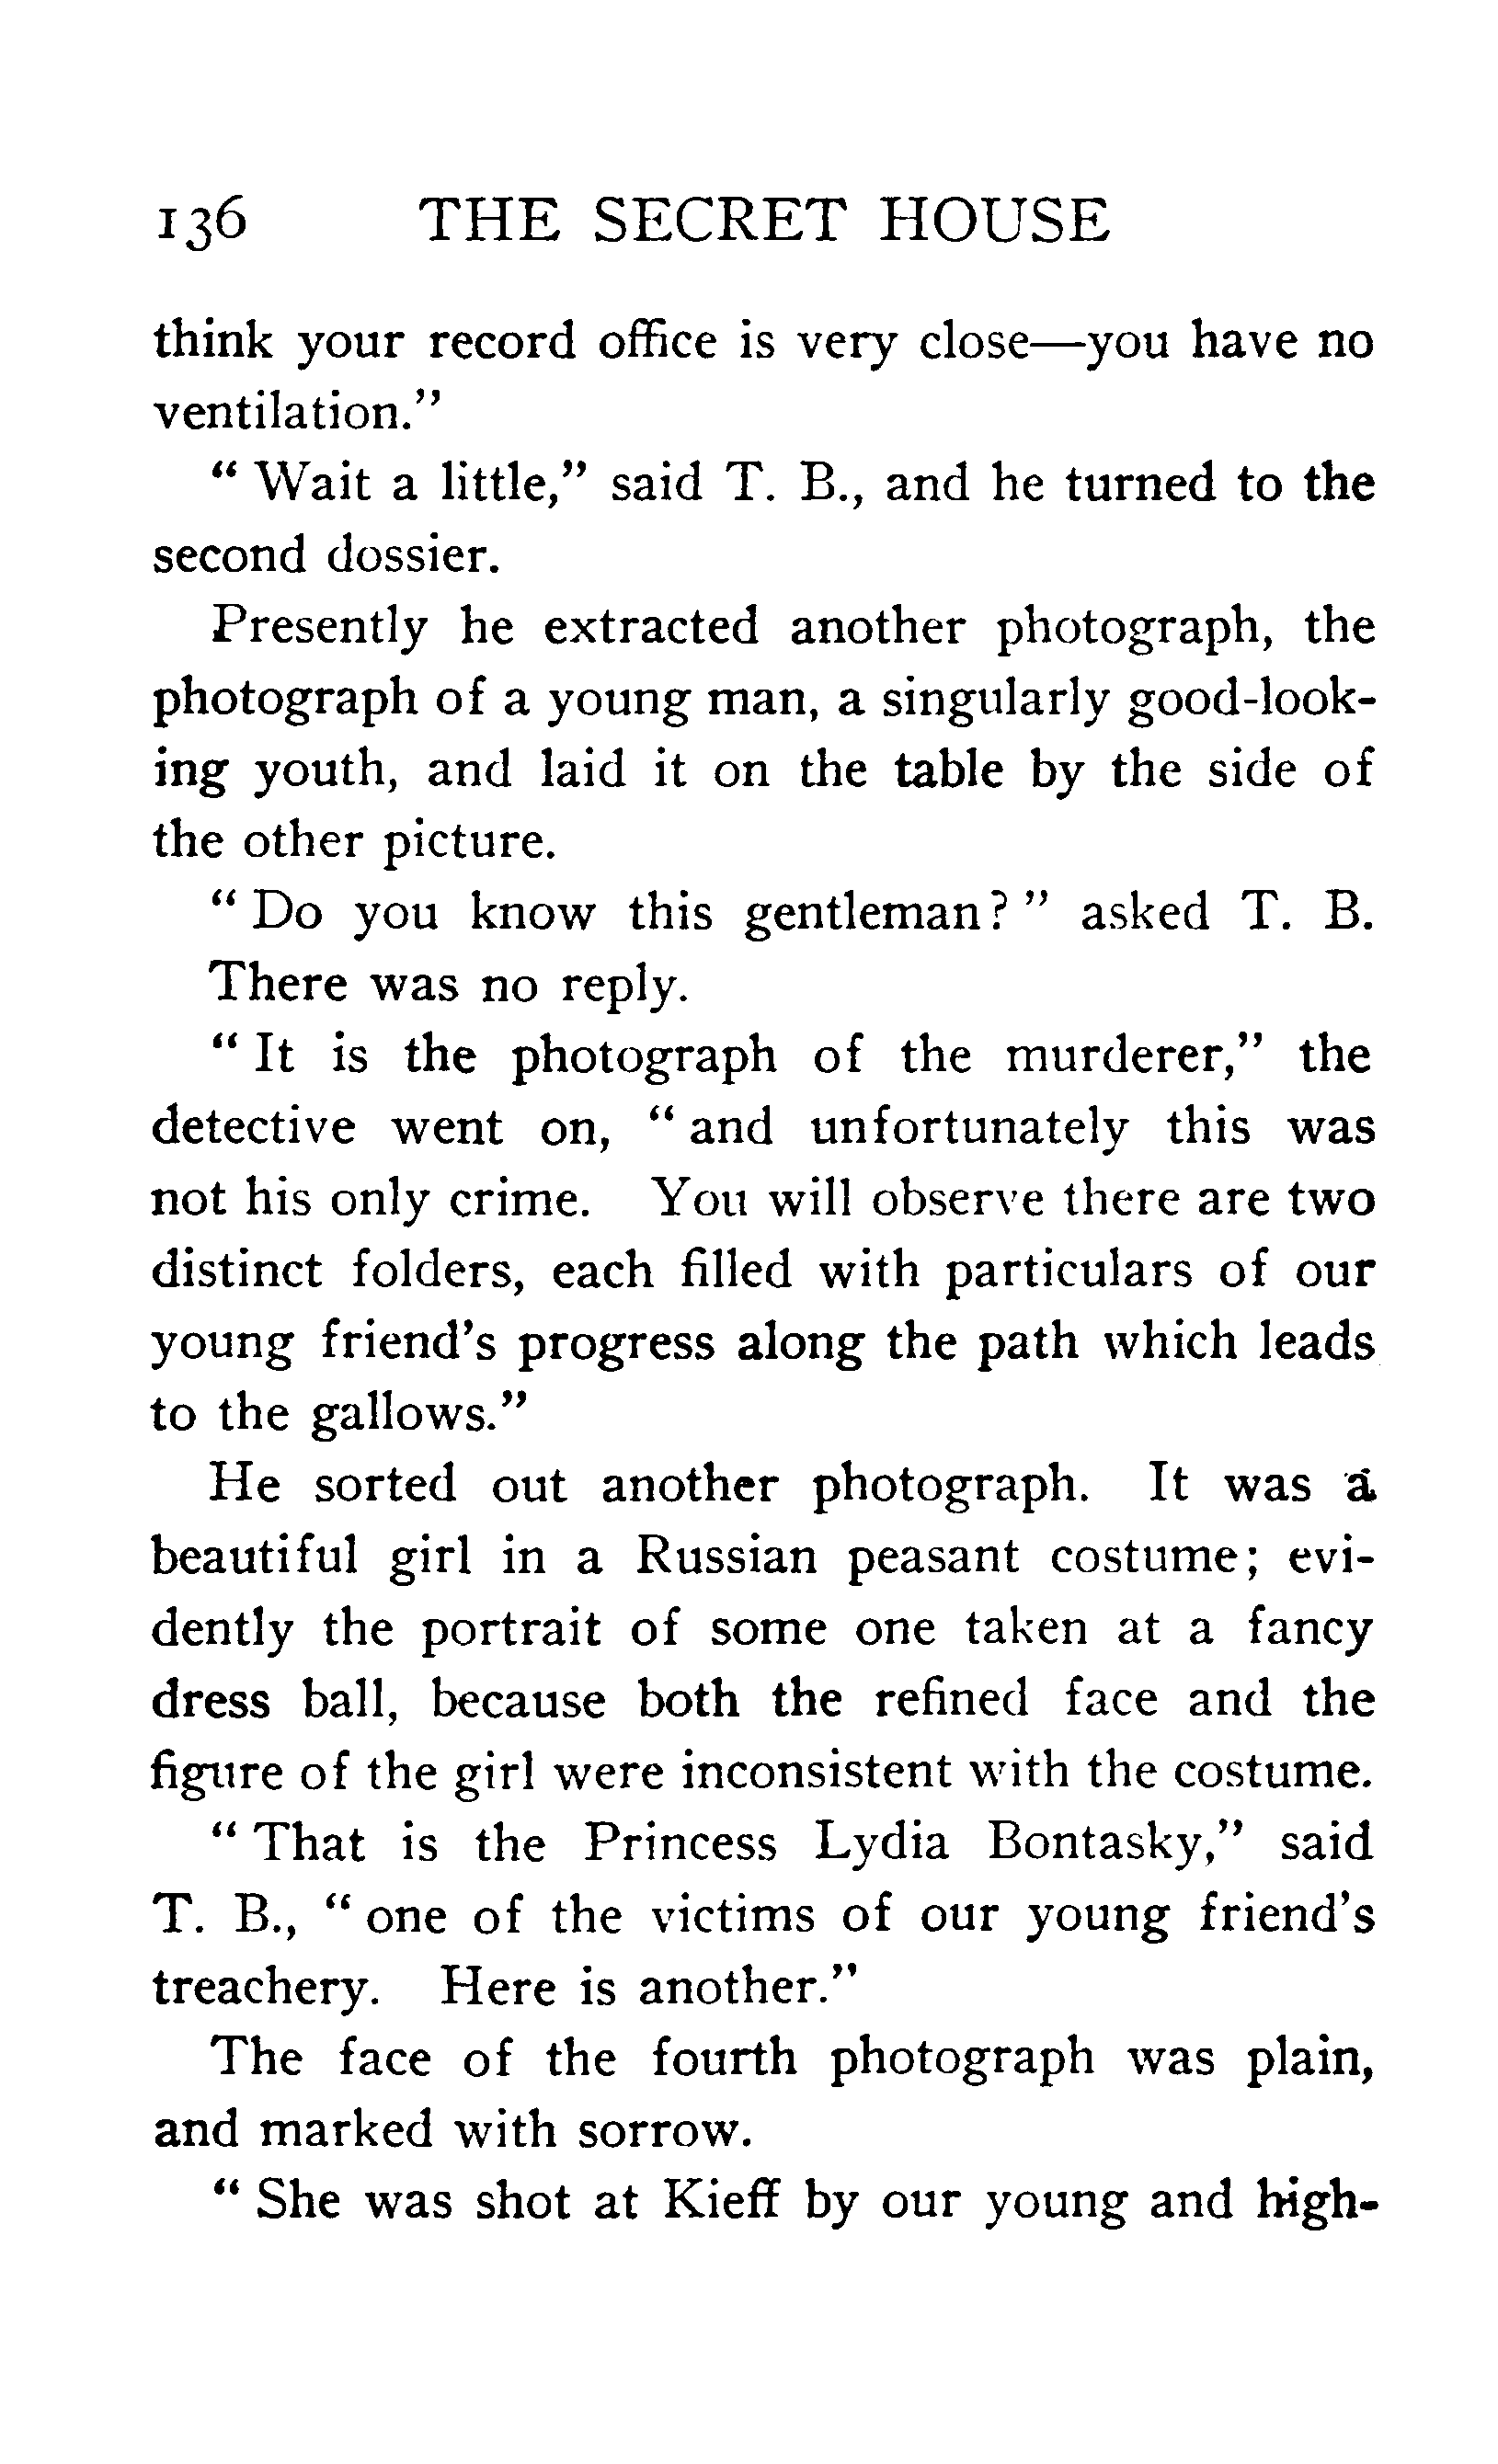 136 THE SECRET HOUSE
think your record office is very close—you have no
ventilation."
" Wait a little," said T. B., and he turned to the
second dossier.
Presently he extracted another photograph, the
photograph of a young man, a singularly good-look-
ing youth, and laid it on the table by the side of
the other picture.
" Do you know this gentleman? " asked T. B.
There was no reply.
" It is the photograph of the murderer," the
detective went on, " and unfortunately this was
not his only crime. You will observe there are two
distinct folders, each filled with particulars of our
young friend's progress along the path which leads
to the gallows."
He sorted out another photograph. It was a
beautiful girl in a Russian peasant costume; evi-
dently the portrait of some one taken at a fancy
dress ball, because both the refined face and the
figure of the girl were inconsistent with the costume.
" That is the Princess Lydia Bontasky," said
T. B., " one of the victims of our young friend's
treachery. Here is another."
The face of the fourth photograph was plain,
and marked with sorrow.
" She was shot at Kieff by our young and high-